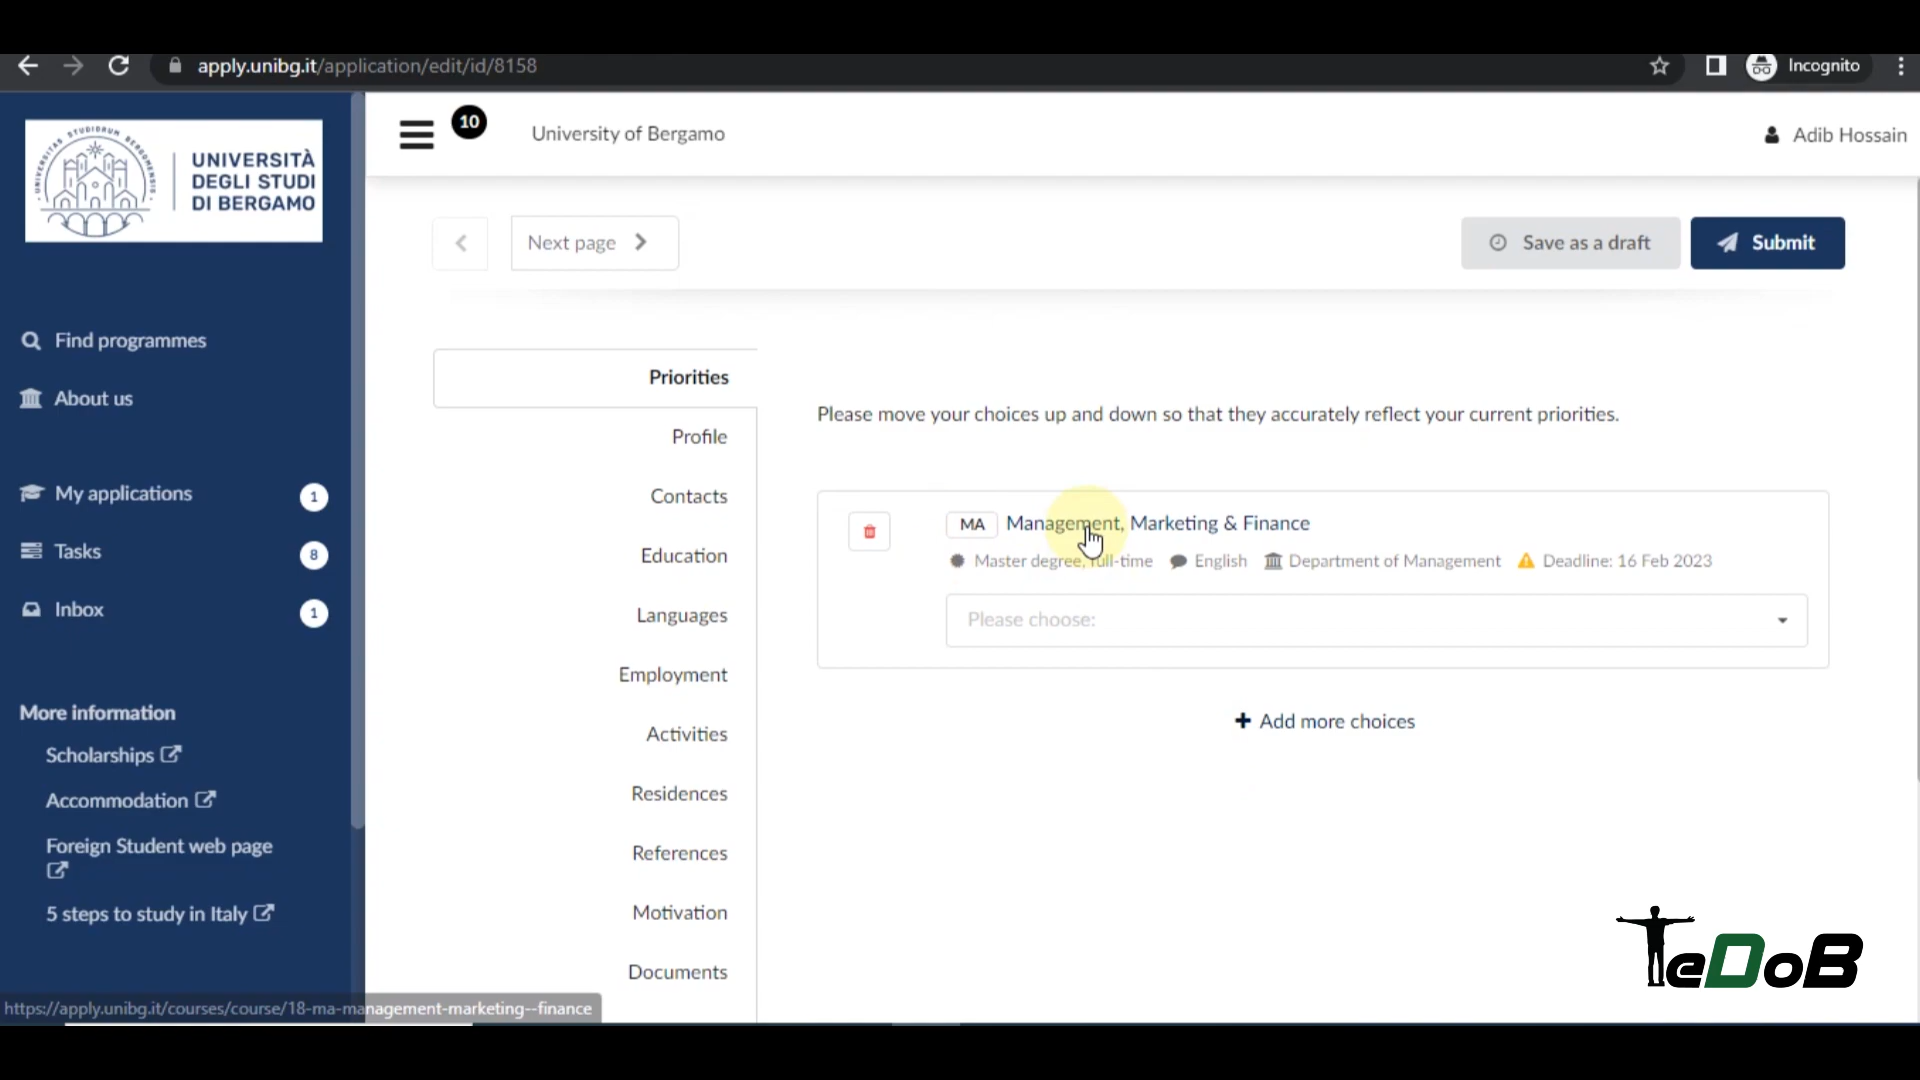 apply.unibg.it/application/edit/id/8158
Incognito
STUDIORUM
UNIVERSITÀ
DEGLI STUDI
DI BERGAMO
10
University of Bergamo
Adib Hossain
Next page
Save as a draft
Submit
Find programmes
About us
My applications 1
Tasks 8
Inbox 1
More information
Scholarships
Accommodation
Foreign Student web page
5 steps to study in Italy
Priorities
Profile
Contacts
Education
Languages
Employment
Activities
Residences
References
Motivation
Documents
Please move your choices up and down so that they accurately reflect your current priorities.
MA Management, Marketing & Finance
Master degree, full-time English Department of Management Deadline: 16 Feb 2023
Please choose:
Add more choices
TeDoB
https://apply.unibg.it/courses/course/18-ma-management-marketing--finance